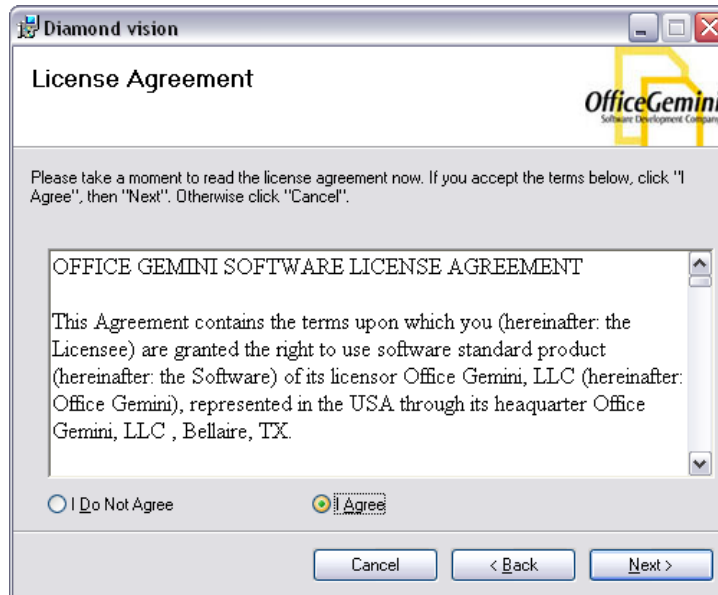 Diamond vision
License Agreement
OfficeGemini
Software Development Company
Please take a moment to read the license agreement now. If you accept the terms below, click "I
Agree", then "Next". Otherwise click "Cancel".
OFFICE GEMINI SOFTWARE LICENSE AGREEMENT
This Agreement contains the terms upon which you (hereinafter: the
Licensee) are granted the right to use software standard product
(hereinafter: the Software) of its licensor Office Gemini, LLC (hereinafter:
Office Gemini), represented in the USA through its heaquarter Office
Gemini, LLC , Bellaire, TX.
I Do Not Agree
I Agree
Cancel
< Back
Next >